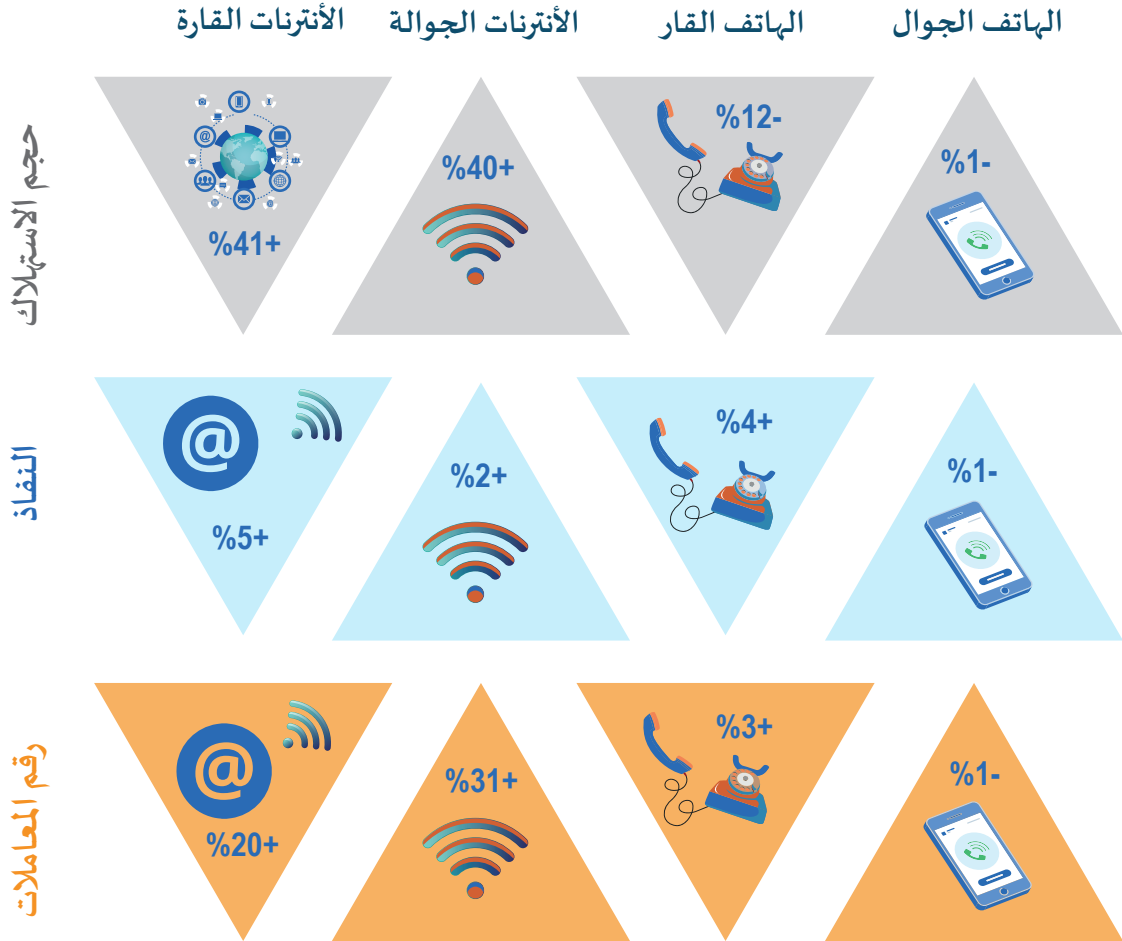 الهاتف الجوال
الهاتف القار
الأنترنات الجوالة
الأنترنات القارة
حجم الاستهلاك
%1-
%12-
%40+
%41+
النفاذ
%1-
%4+
%2+
%5+
رقم المعاملات
%1-
%3+
%31+
%20+